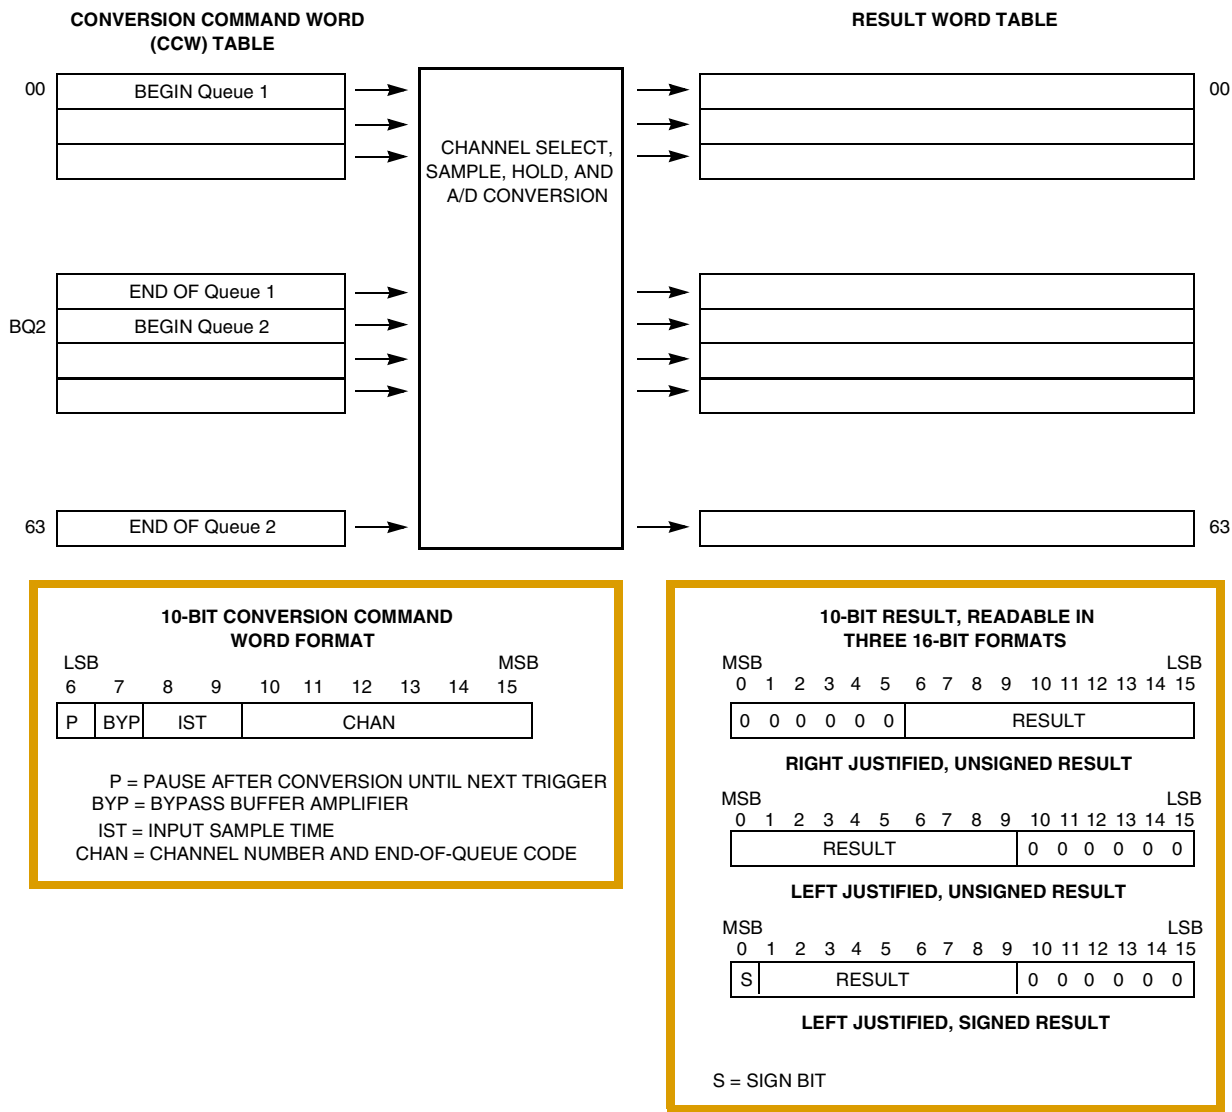 CONVERSION COMMAND WORD
(CCW) TABLE
RESULT WORD TABLE
00 BEGIN Queue 1 00
CHANNEL SELECT,
SAMPLE, HOLD, AND
A/D CONVERSION
END OF Queue 1
BQ2 BEGIN Queue 2
63 END OF Queue 2 63
10-BIT CONVERSION COMMAND
WORD FORMAT
LSB MSB
6 7 8 9 10 11 12 13 14 15
P BYP IST CHAN
P = PAUSE AFTER CONVERSION UNTIL NEXT TRIGGER
BYP = BYPASS BUFFER AMPLIFIER
IST = INPUT SAMPLE TIME
CHAN = CHANNEL NUMBER AND END-OF-QUEUE CODE
10-BIT RESULT, READABLE IN
THREE 16-BIT FORMATS
MSB LSB
0 1 2 3 4 5 6 7 8 9 10 11 12 13 14 15
0 0 0 0 0 0 RESULT
RIGHT JUSTIFIED, UNSIGNED RESULT
MSB LSB
0 1 2 3 4 5 6 7 8 9 10 11 12 13 14 15
RESULT 0 0 0 0 0 0
LEFT JUSTIFIED, UNSIGNED RESULT
MSB LSB
0 1 2 3 4 5 6 7 8 9 10 11 12 13 14 15
S RESULT 0 0 0 0 0 0
LEFT JUSTIFIED, SIGNED RESULT
S = SIGN BIT